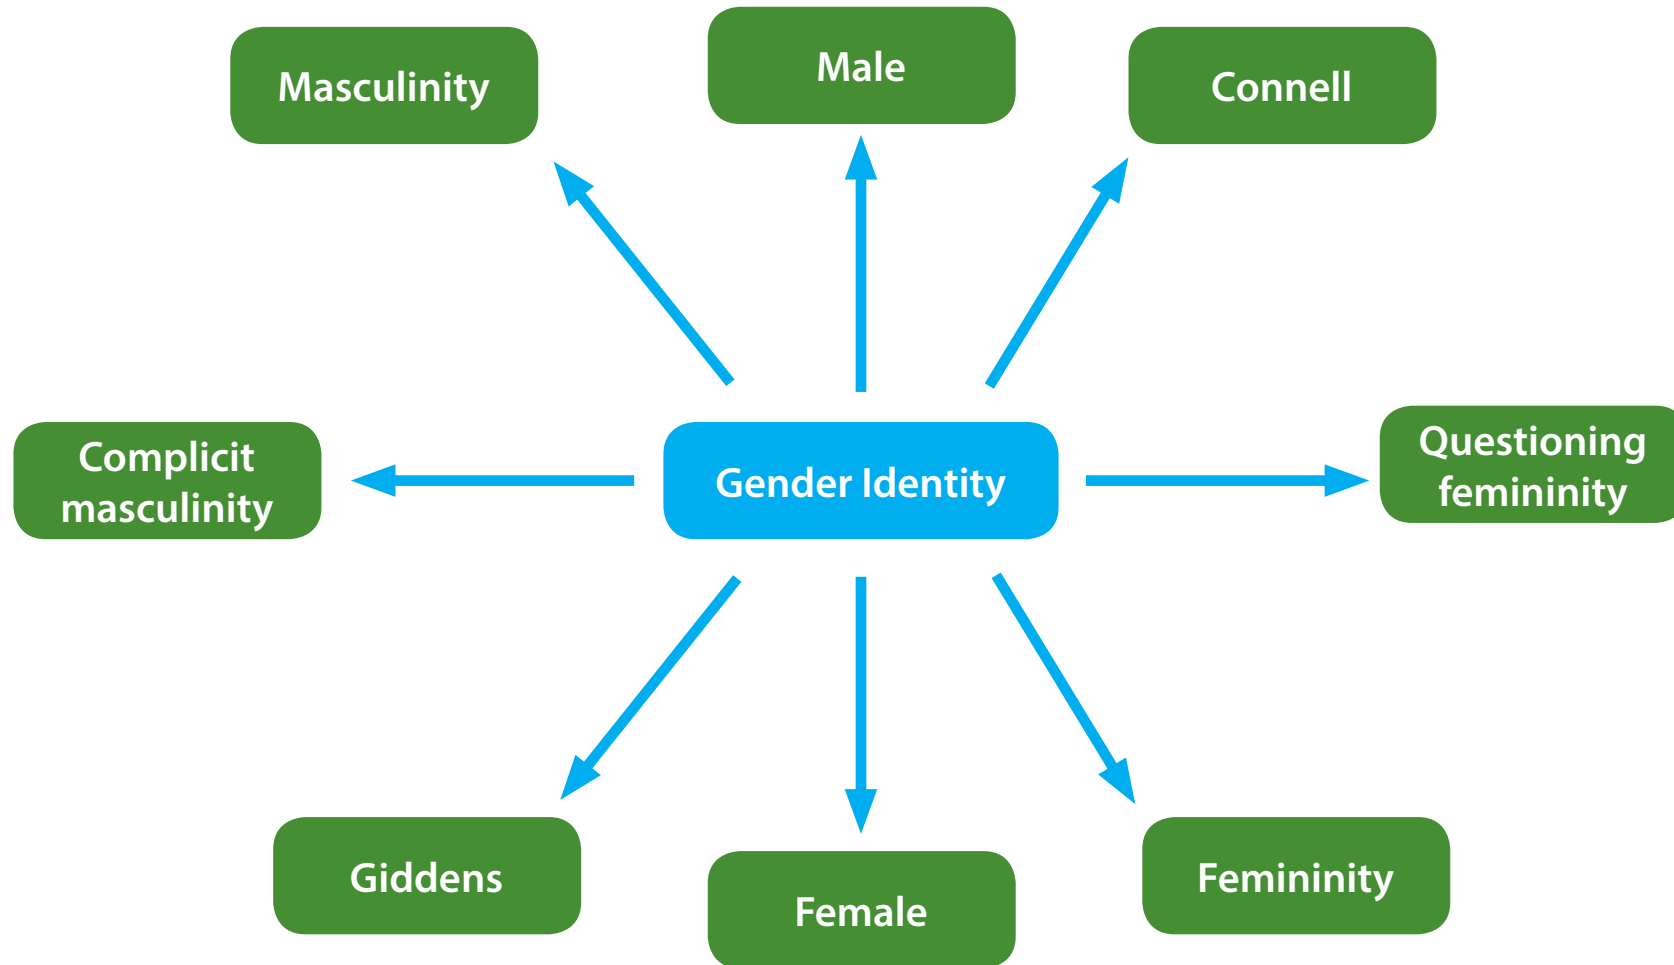 Masculinity
Male
Connell
Complicit
masculinity
Gender Identity
Questioning
femininity
Giddens
Female
Femininity